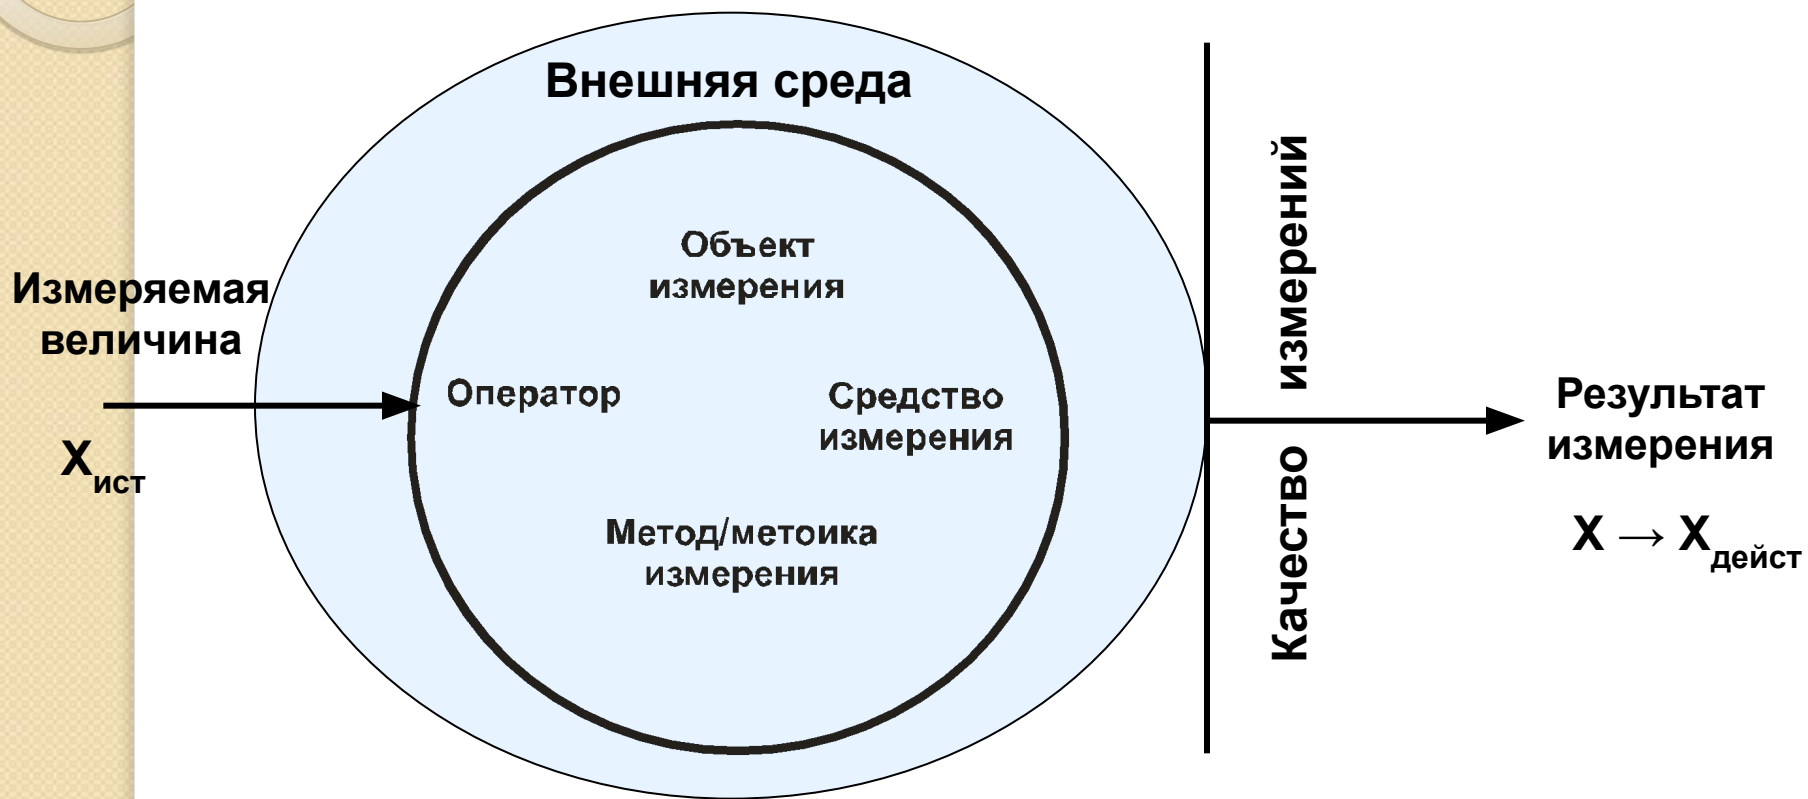 Внешняя среда
Измеряемая
величина
Xист
Объект
измерения
Оператор
Средство
измерения
Метод/метоика
измерения
Качество измерений
Результат
измерения
X → Xдейст